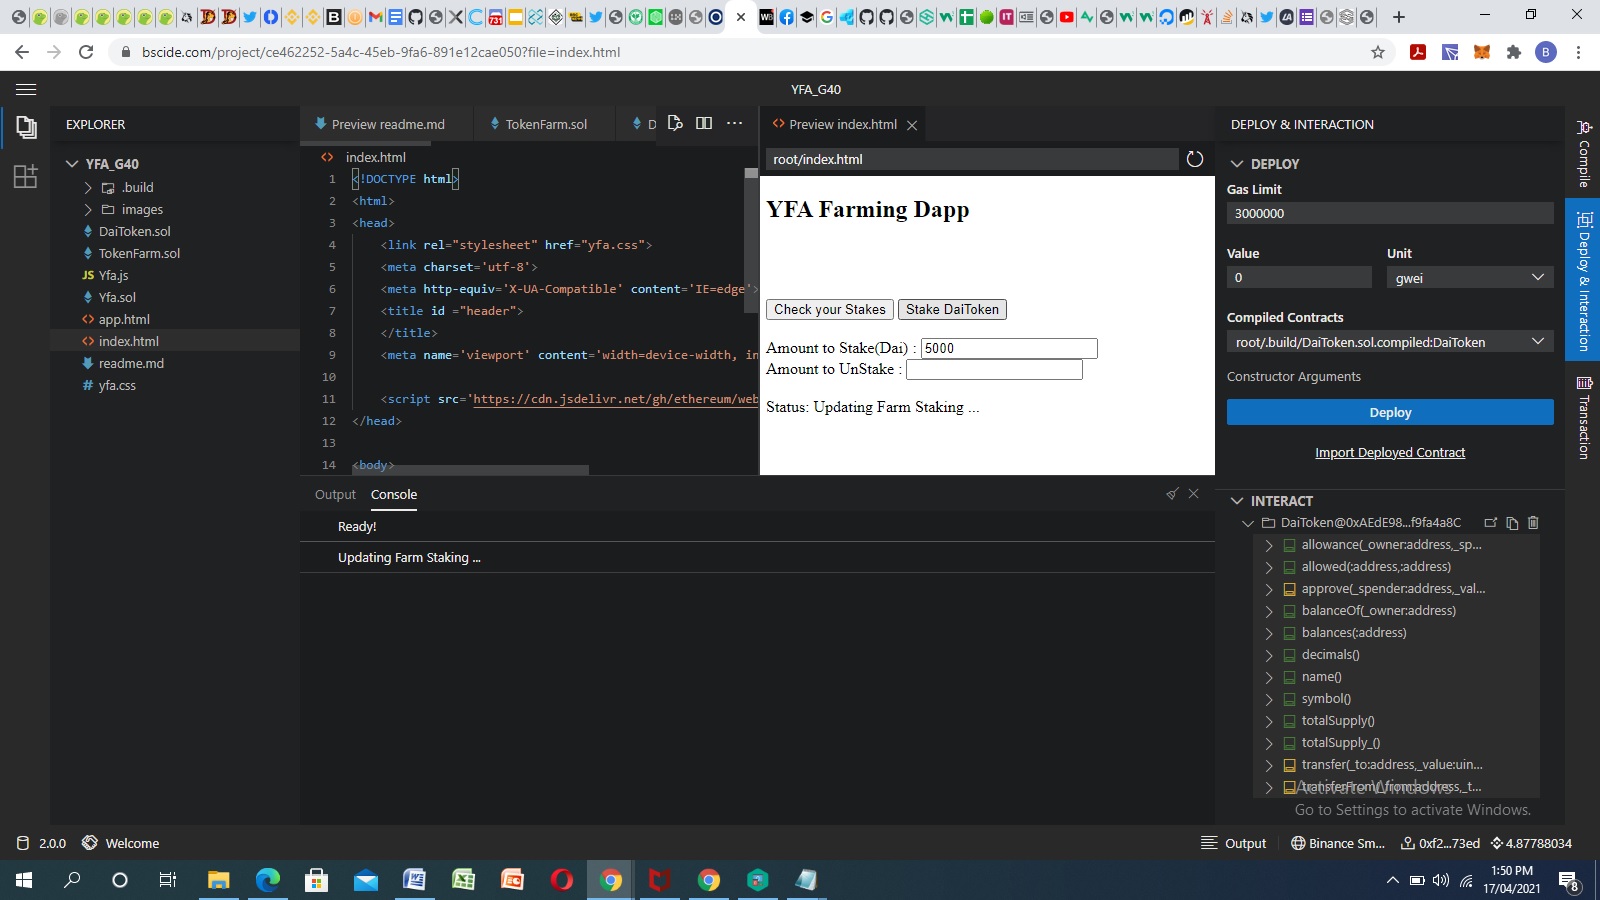 bscide.com/project/ce462252-5a4c-45eb-9fa6-891e12cae050?file=index.html
B
YFA_G40
EXPLORER
YFA_G40
.build
images
DaiToken.sol
TokenFarm.sol
JS Yfa.js
Yfa.sol
<> app.html
<> index.html
readme.md
# yfa.css
Preview readme.md
TokenFarm.sol
D
<> index.html
1 <!DOCTYPE html>
2 <html>
3 <head>
4 <link rel="stylesheet" href="yfa.css">
5 <meta charset='utf-8'>
6 <meta http-equiv='X-UA-Compatible' content='IE=edge'>
7 <title id ="header">
8 </title>
9 <meta name='viewport' content='width=device-width, in
10
11 <script src='https://cdn.jsdelivr.net/gh/ethereum/web
12 </head>
13
14 <body>
<> Preview index.html
root/index.html
YFA Farming Dapp
Check your Stakes
Stake DaiToken
Amount to Stake(Dai) : 5000
Amount to UnStake :
Status: Updating Farm Staking ...
Output
Console
Ready!
Updating Farm Staking ...
DEPLOY & INTERACTION
DEPLOY
Gas Limit
3000000
Value
Unit
0
gwei
Compiled Contracts
root/.build/DaiToken.sol.compiled:DaiToken
Constructor Arguments
Deploy
Import Deployed Contract
INTERACT
DaiToken@0xAEdE98...f9fa4a8C
allowance(_owner:address,_sp...
allowed(:address,:address)
approve(_spender:address,_val...
balanceOf(_owner:address)
balances(:address)
decimals()
name()
symbol()
totalSupply()
totalSupply_()
transfer(_to:address,_value:uin...
transferFrom(_from:address,_t...
Activate Windows
Go to Settings to activate Windows.
Compile
Deploy & Interaction
Transaction
2.0.0
Welcome
Output
Binance Sm...
0xf2...73ed
4.87788034
1:50 PM
17/04/2021
8